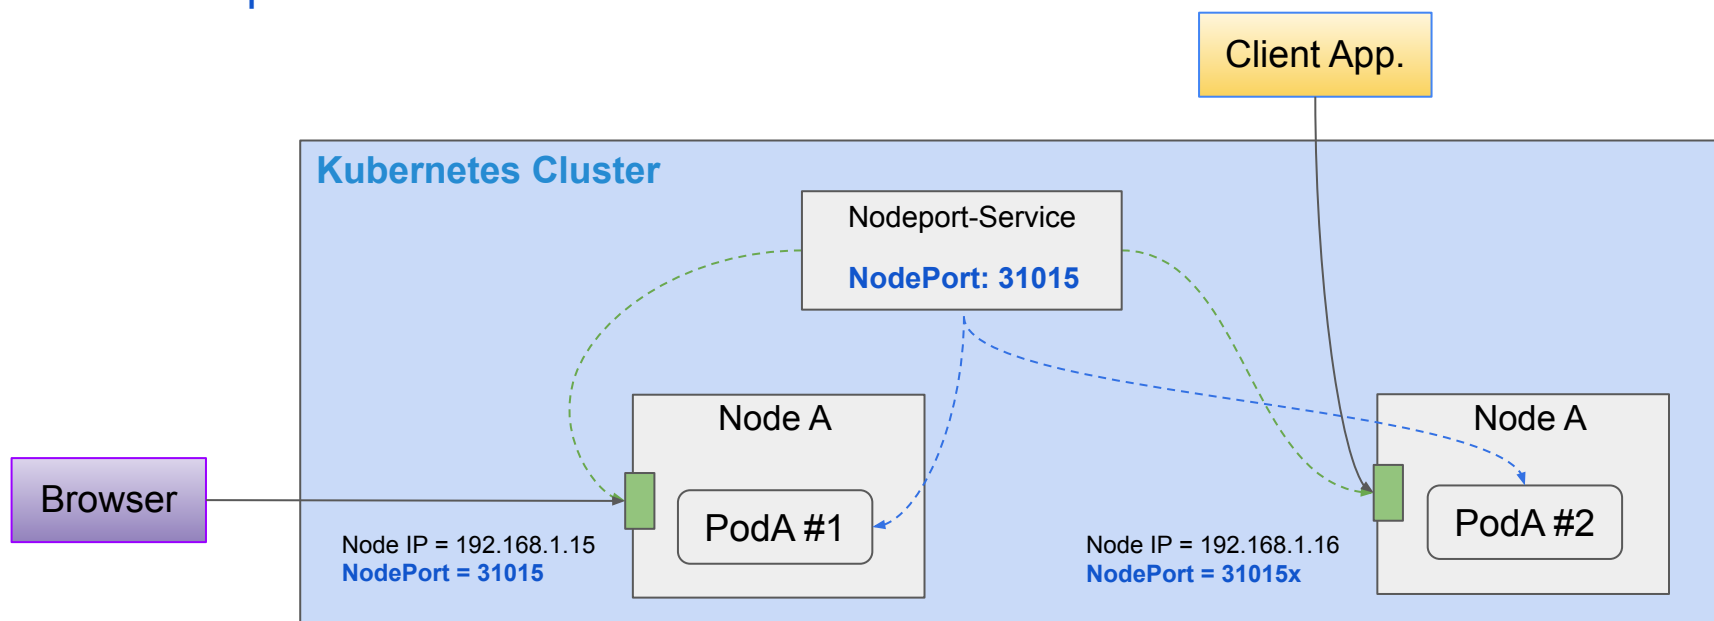 Client App.
Kubernetes Cluster
Nodeport-Service
NodePort: 31015
Node A
Node A
Browser
PodA #1
PodA #2
Node IP = 192.168.1.15
NodePort = 31015
Node IP = 192.168.1.16
NodePort = 31015x